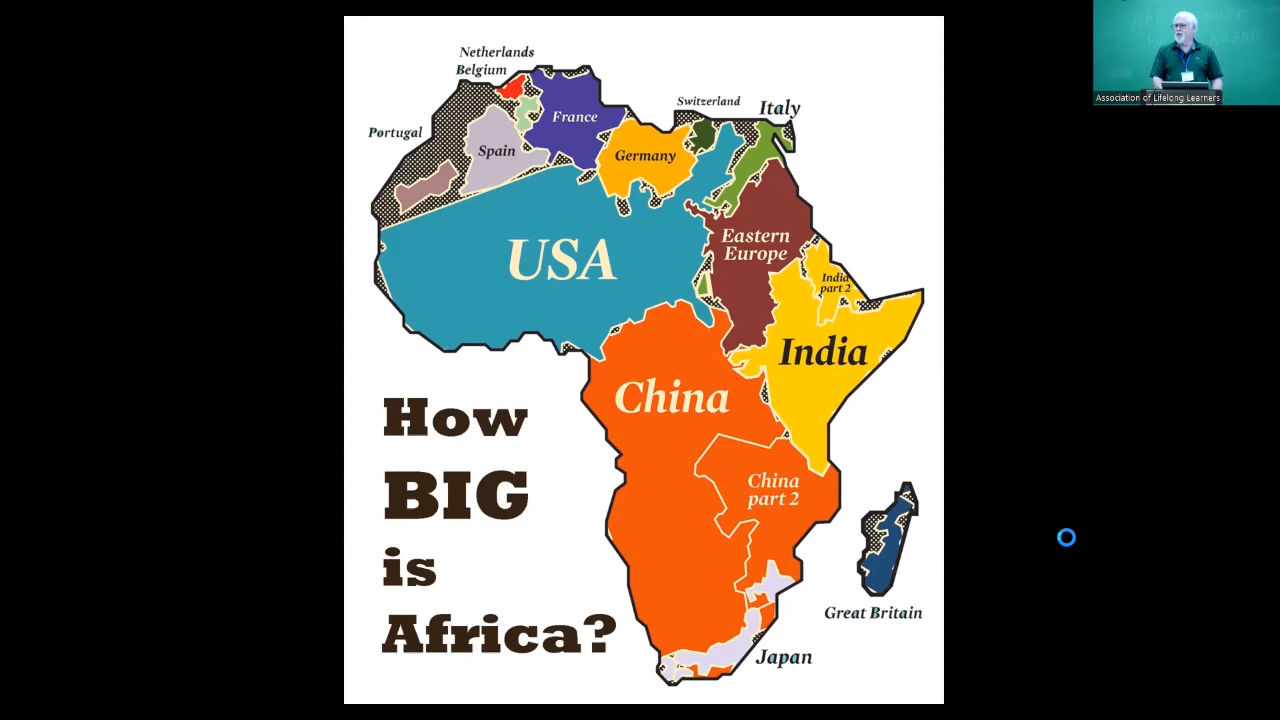 Netherlands
Belgium
Switzerland
Italy
Portugal
France
Spain
Germany
USA
Eastern
Europe
India
part 2
India
China
China
part 2
How
BIG
is
Africa?
Great Britain
Japan
Association of Lifelong Learners